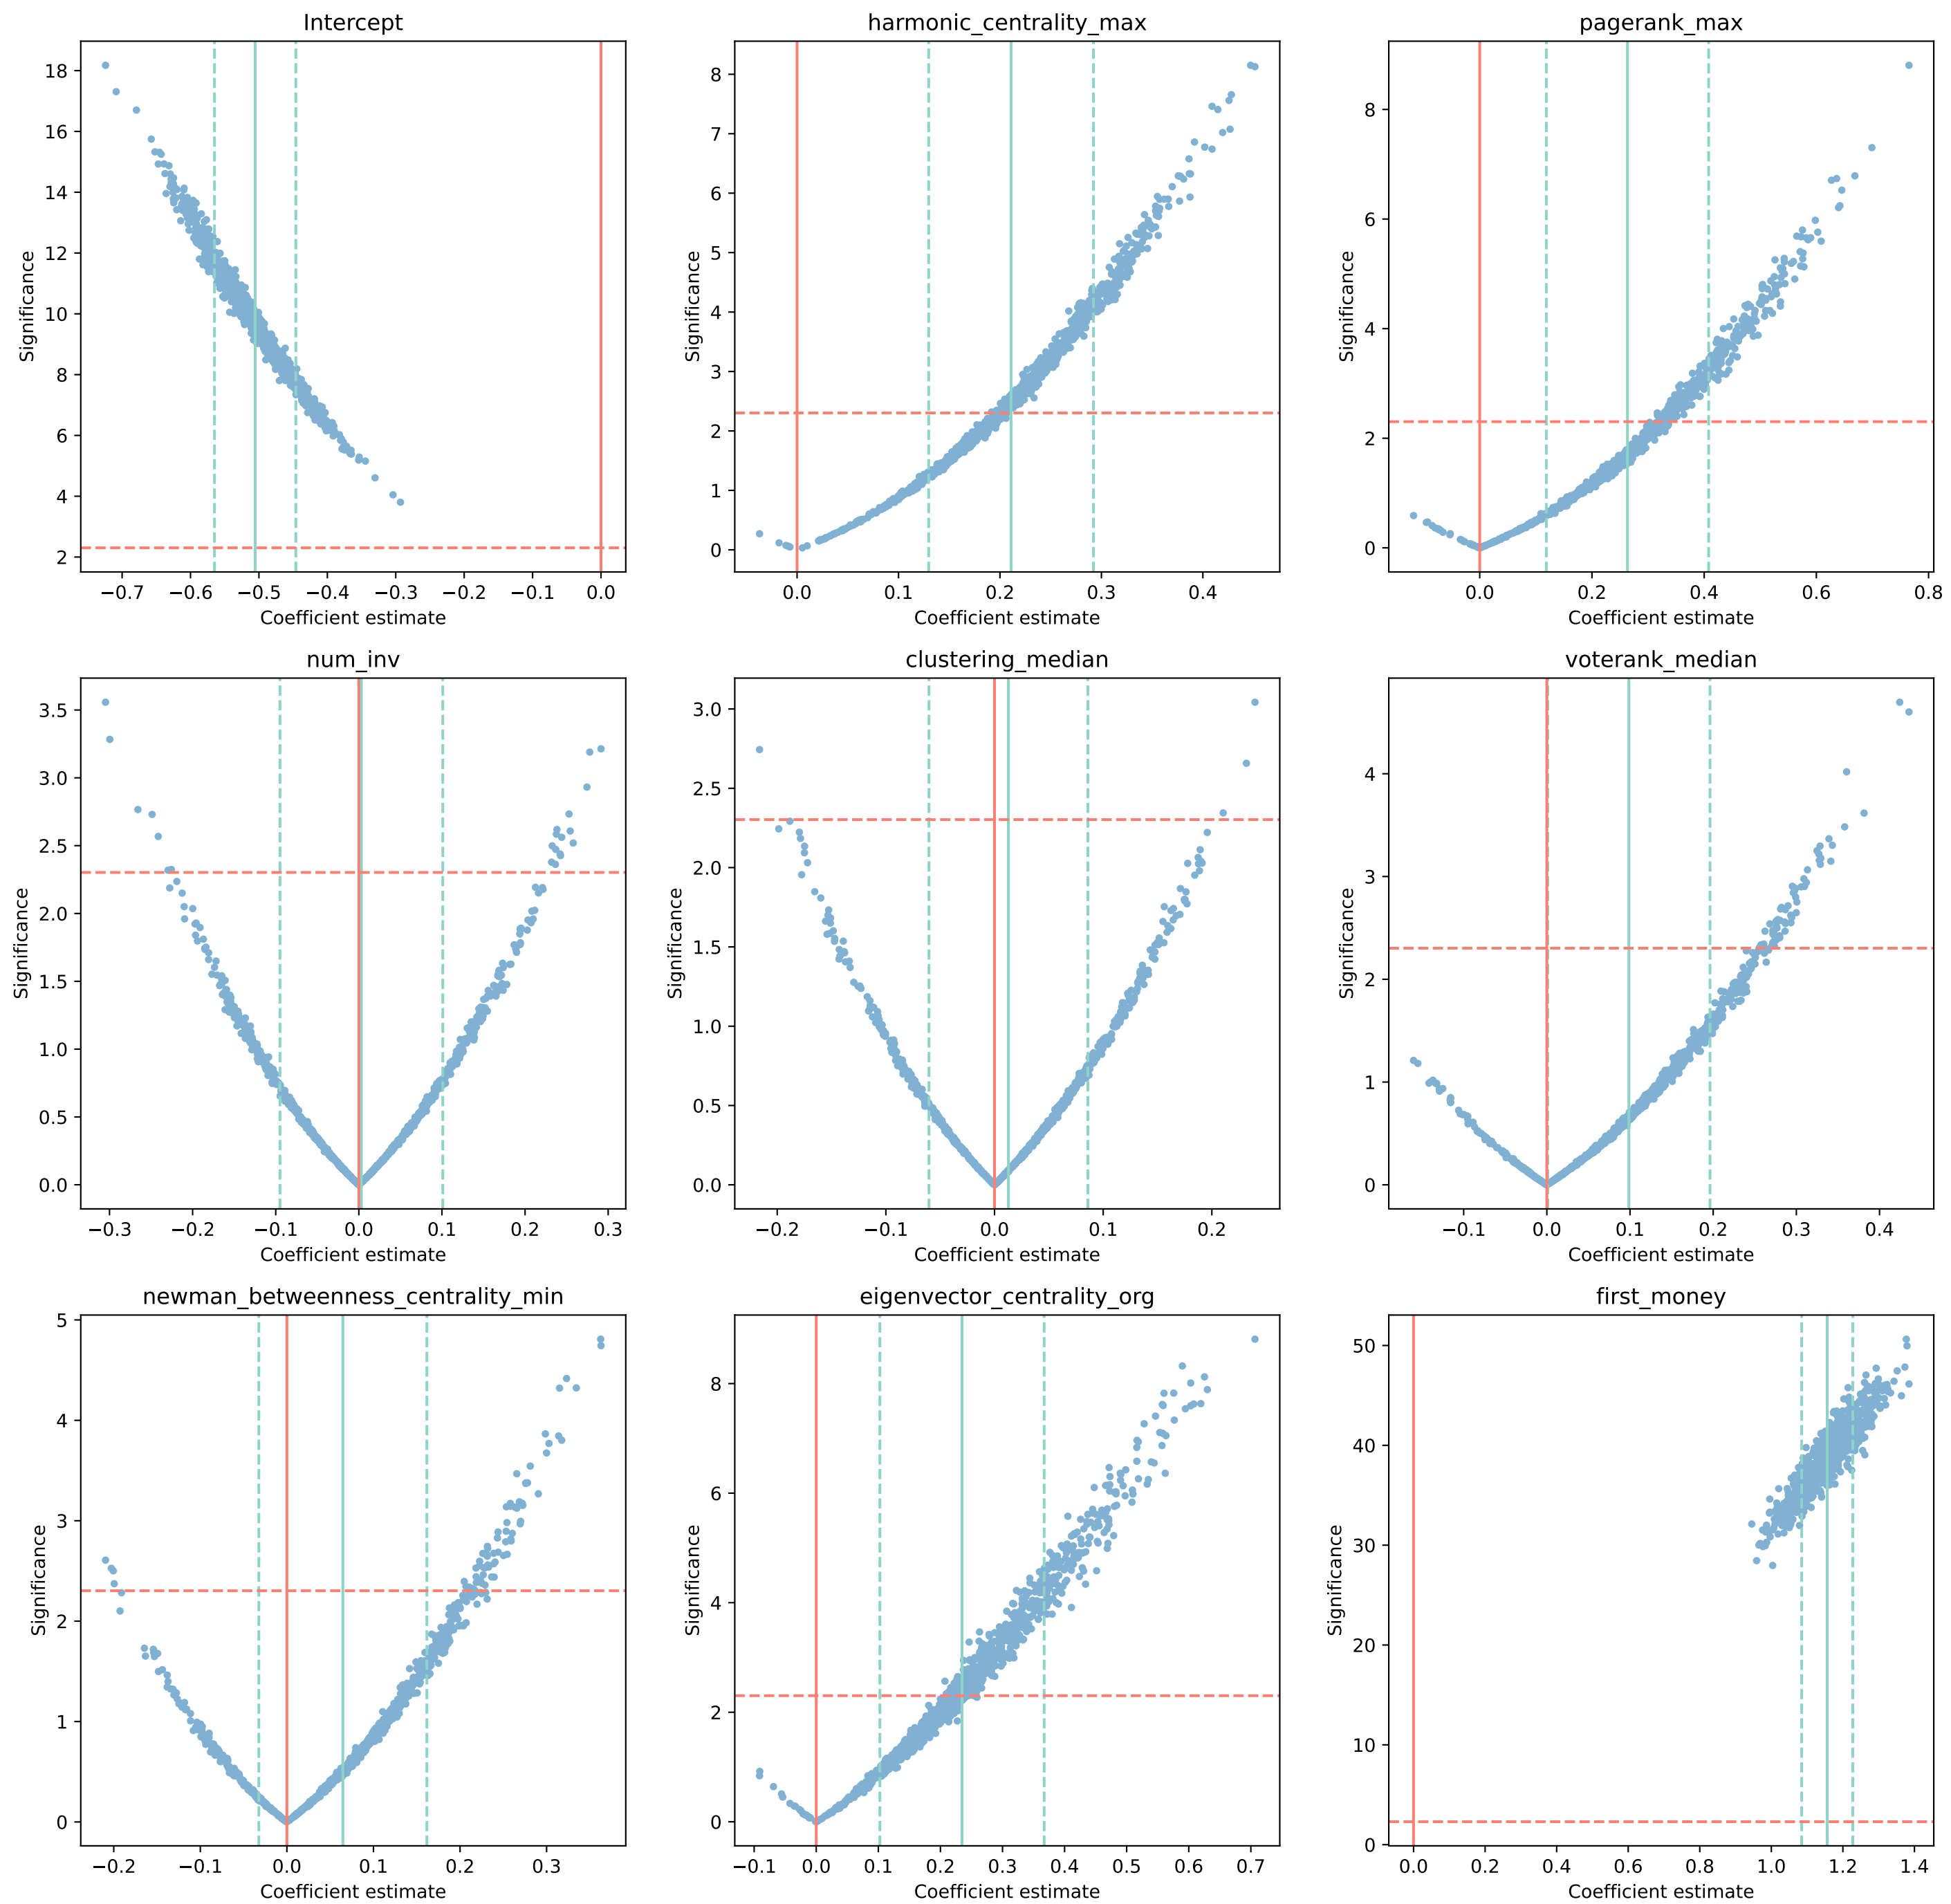 Intercept
harmonic_centrality_max
pagerank_max
Significance
18
16
14
12
10
8
6
4
2
−0.7 −0.6 −0.5 −0.4 −0.3 −0.2 −0.1 0.0
Coefficient estimate
Significance
8
7
6
5
4
3
2
1
0
0.0 0.1 0.2 0.3 0.4
Coefficient estimate
Significance
8
6
4
2
0
0.0 0.2 0.4 0.6 0.8
Coefficient estimate
num_inv
clustering_median
voterank_median
Significance
3.5
3.0
2.5
2.0
1.5
1.0
0.5
0.0
−0.3 −0.2 −0.1 0.0 0.1 0.2 0.3
Coefficient estimate
Significance
3.0
2.5
2.0
1.5
1.0
0.5
0.0
−0.2 −0.1 0.0 0.1 0.2
Coefficient estimate
Significance
4
3
2
1
0
−0.1 0.0 0.1 0.2 0.3 0.4
Coefficient estimate
newman_betweenness_centrality_min
eigenvector_centrality_org
first_money
Significance
5
4
3
2
1
0
−0.2 −0.1 0.0 0.1 0.2 0.3
Coefficient estimate
Significance
8
6
4
2
0
−0.1 0.0 0.1 0.2 0.3 0.4 0.5 0.6 0.7
Coefficient estimate
Significance
50
40
30
20
10
0
0.0 0.2 0.4 0.6 0.8 1.0 1.2 1.4
Coefficient estimate